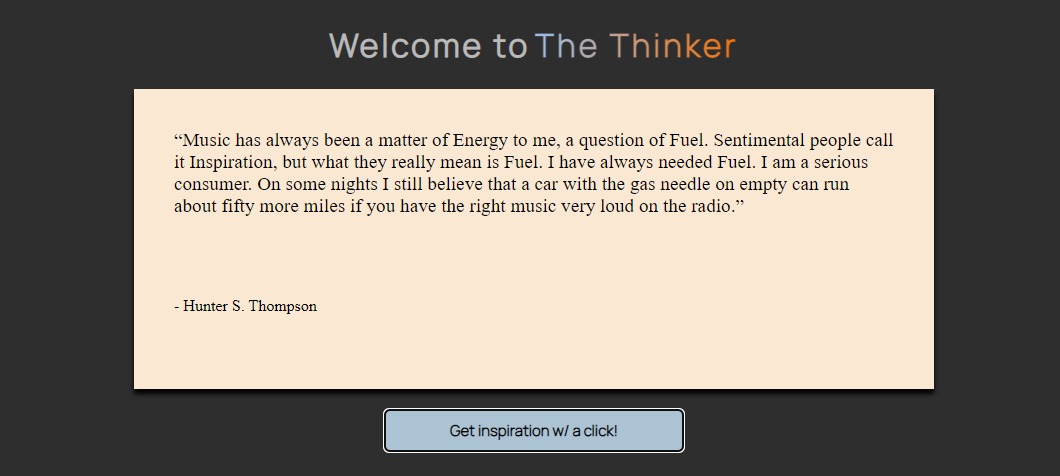 Welcome to The Thinker
“Music has always been a matter of Energy to me, a question of Fuel. Sentimental people call
it Inspiration, but what they really mean is Fuel. I have always needed Fuel. I am a serious
consumer. On some nights I still believe that a car with the gas needle on empty can run
about fifty more miles if you have the right music very loud on the radio.”
- Hunter S. Thompson
Get inspiration w/ a click!